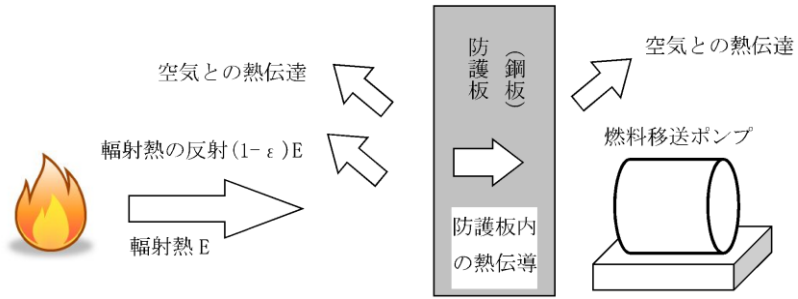 空気との熱伝達
輻射熱の反射(1-ε)E
輻射熱 E
防護板
(鋼板)
防護板内
の熱伝導
空気との熱伝達
燃料移送ポンプ